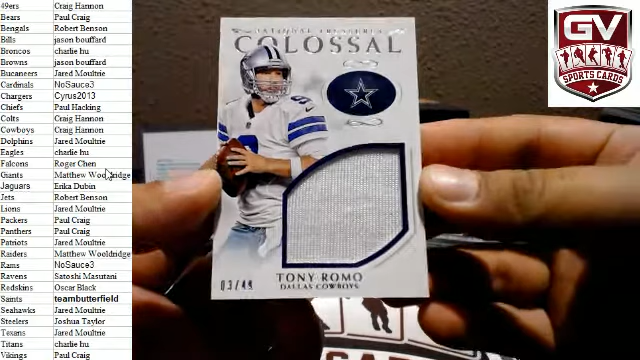 49ers Craig Hannon
Bears Paul Craig
Bengals Robert Benson
Bills jason bouffard
Broncos charlie hu
Browns jason bouffard
Bucaneers Jared Moultrie
Cardinals NoSauce3
Chargers Cyrus2013
Chiefs Paul Hacking
Colts Craig Hannon
Cowboys Craig Hannon
Dolphins Jared Moultrie
Eagles charlie hu
Falcons Roger Chen
Giants Matthew Wooldridge
Jaguars Erika Dubin
Jets Robert Benson
Lions Jared Moultrie
Packers Paul Craig
Panthers Paul Craig
Patriots Jared Moultrie
Raiders Matthew Wooldridge
Rams NoSauce3
Ravens Satoshi Masutani
Redskins Oscar Black
Saints teambutterfield
Seahawks Jared Moultrie
Steelers Joshua Taylor
Texans Jared Moultrie
Titans charlie hu
Vikings Paul Craig
NATIONAL TREASURES
COLOSSAL
9
TONY ROMO
DALLAS COWBOYS
03/48
GV
SPORTS CARDS